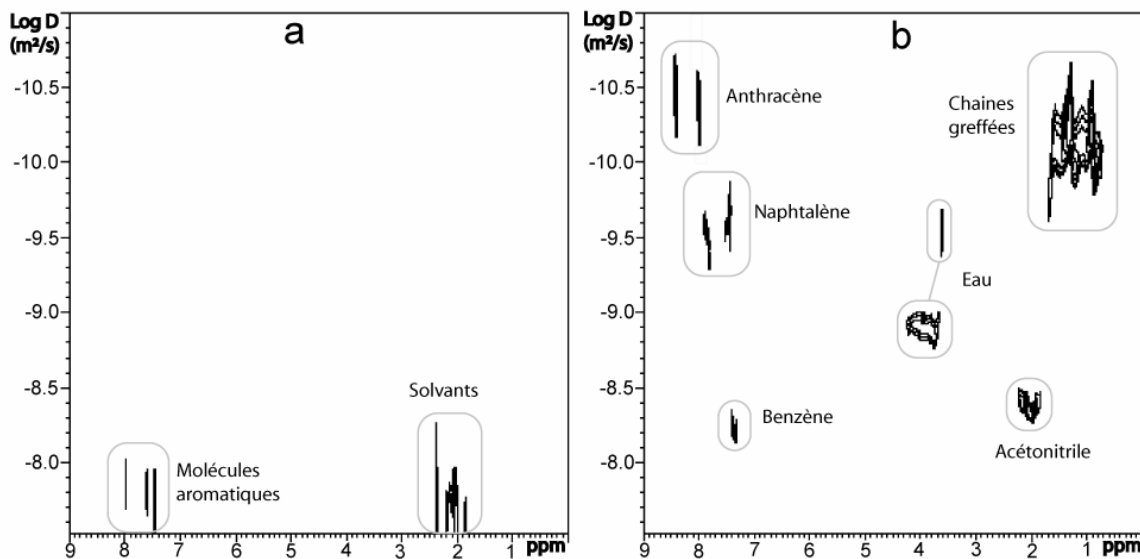 Log D
(m²/s)
a
-10.5
-10.0
-9.5
-9.0
-8.5
-8.0
Solvants
Molécules
aromatiques
9 8 7 6 5 4 3 2 1 ppm
Log D
(m²/s)
b
-10.5
-10.0
-9.5
-9.0
-8.5
-8.0
Anthracène
Chaines
greffées
Naphtalène
Eau
Benzène
Acétonitrile
9 8 7 6 5 4 3 2 1 ppm